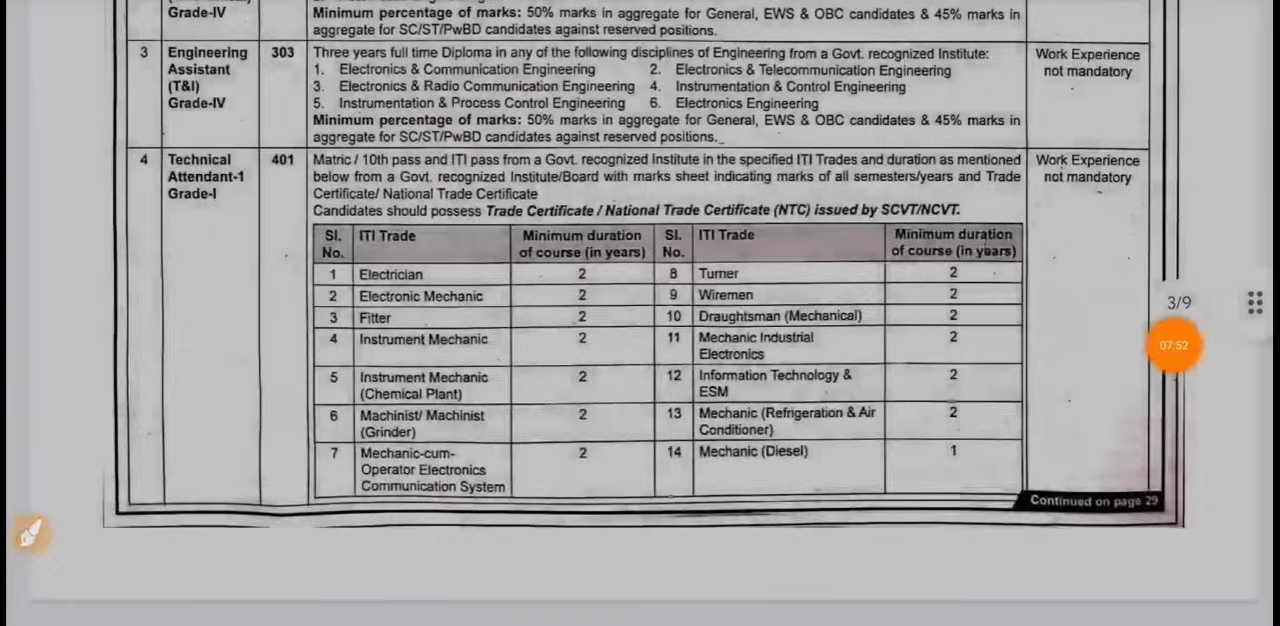 Grade-IV
Minimum percentage of marks: 50% marks in aggregate for General, EWS & OBC candidates & 45% marks in
aggregate for SC/ST/PwBD candidates against reserved positions.
3 Engineering Assistant (T&I) Grade-IV 303
Three years full time Diploma in any of the following disciplines of Engineering from a Govt. recognized Institute:
1. Electronics & Communication Engineering 2. Electronics & Telecommunication Engineering
3. Electronics & Radio Communication Engineering 4. Instrumentation & Control Engineering
5. Instrumentation & Process Control Engineering 6. Electronics Engineering
Minimum percentage of marks: 50% marks in aggregate for General, EWS & OBC candidates & 45% marks in
aggregate for SC/ST/PwBD candidates against reserved positions.
Work Experience
not mandatory
4 Technical Attendant-1 Grade-I 401
Matric / 10th pass and ITI pass from a Govt. recognized Institute in the specified ITI Trades and duration as mentioned
below from a Govt. recognized Institute/Board with marks sheet indicating marks of all semesters/years and Trade
Certificate/ National Trade Certificate
Candidates should possess Trade Certificate / National Trade Certificate (NTC) issued by SCVT/NCVT.
Work Experience
not mandatory
Sl. No. ITI Trade Minimum duration of course (in years) Sl. No. ITI Trade Minimum duration of course (in years)
1 Electrician 2 8 Turner 2
2 Electronic Mechanic 2 9 Wiremen 2
3 Fitter 2 10 Draughtsman (Mechanical) 2
4 Instrument Mechanic 2 11 Mechanic Industrial Electronics 2
5 Instrument Mechanic (Chemical Plant) 2 12 Information Technology & ESM 2
6 Machinist/ Machinist (Grinder) 2 13 Mechanic (Refrigeration & Air Conditioner) 2
7 Mechanic-cum-Operator Electronics Communication System 2 14 Mechanic (Diesel) 1
Continued on page 29
3/9
07:52